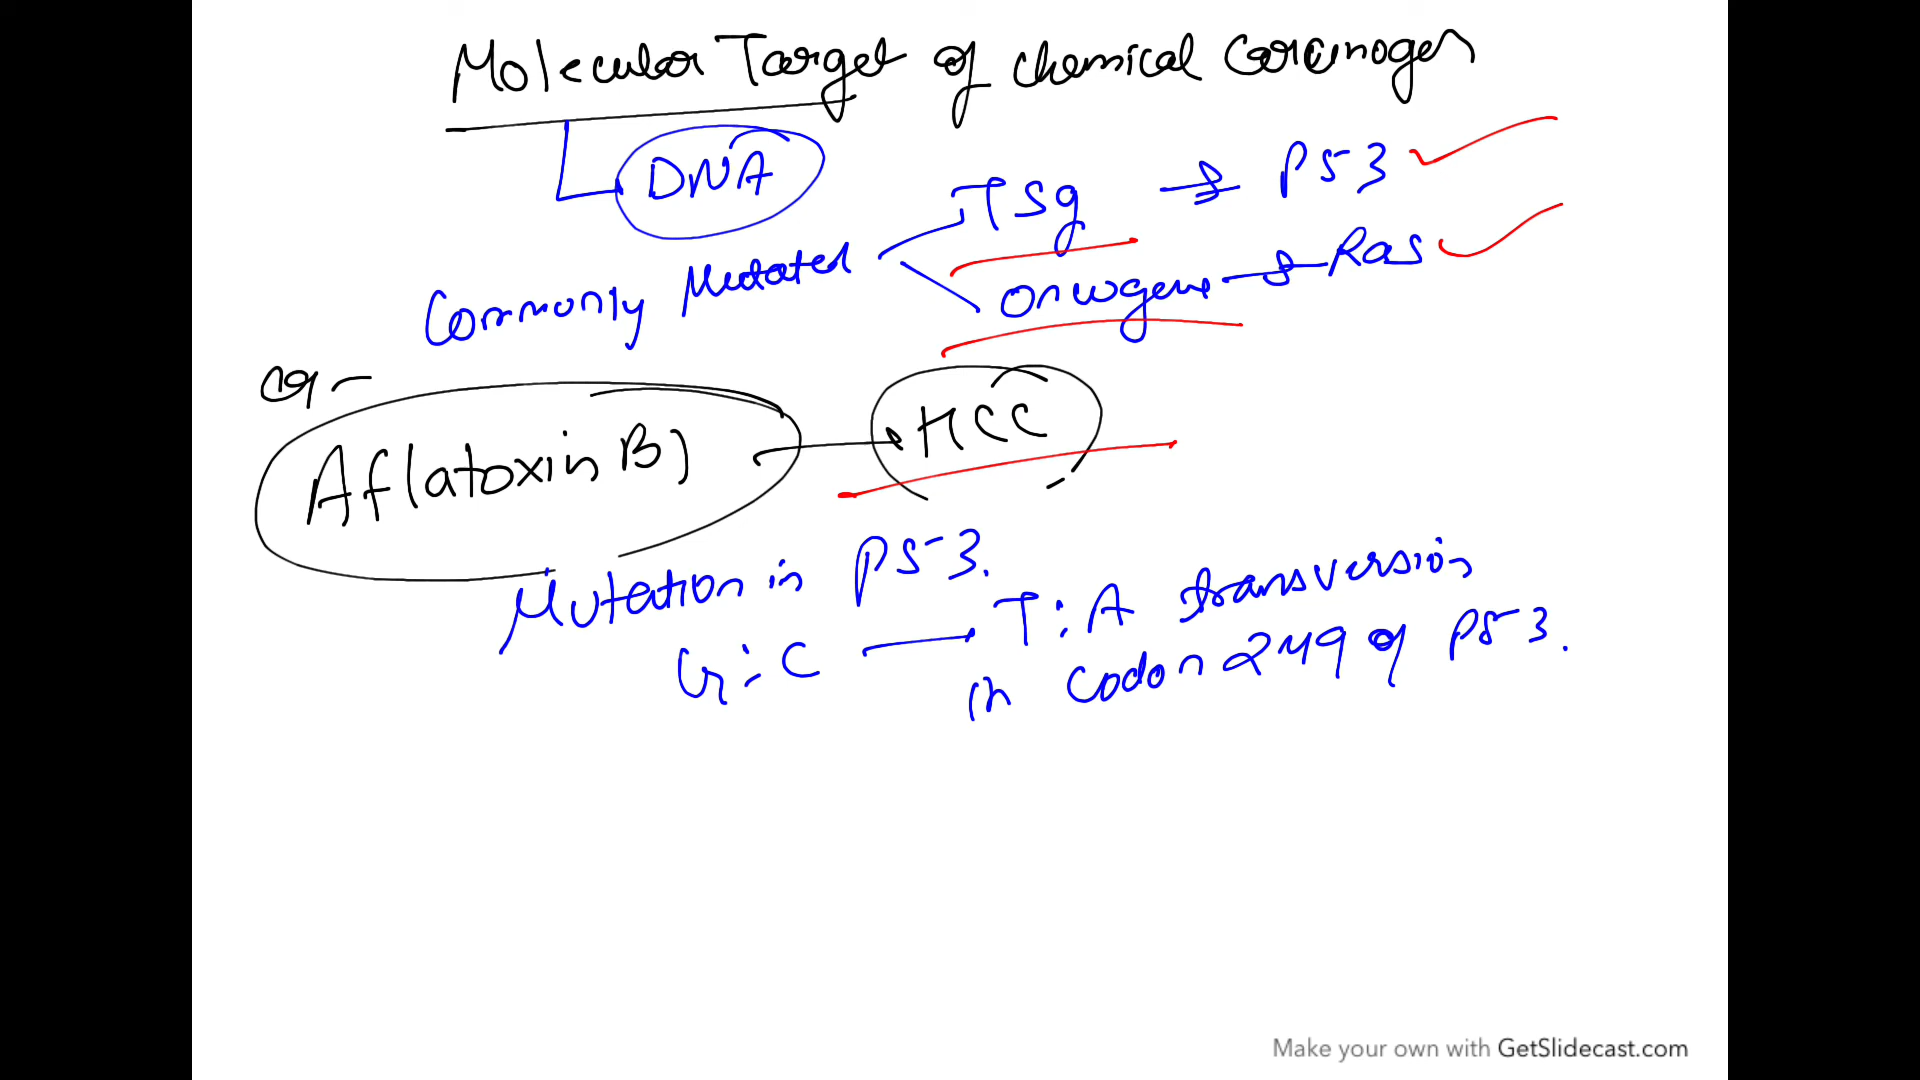 Molecular Target of chemical Carcinogen
DNA
TSg → P53
Commonly Mutated
Oncogene → Ras
eg -
Aflatoxin B1 → HCC
Mutation in P53.
G:C → T:A transversion
in codon 249 of P53.
Make your own with GetSlidecast.com